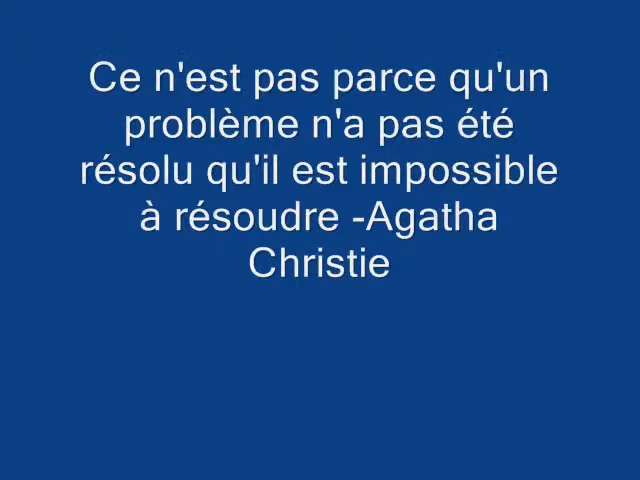 Ce n'est pas parce qu'un
problème n'a pas été
résolu qu'il est impossible
à résoudre -Agatha
Christie